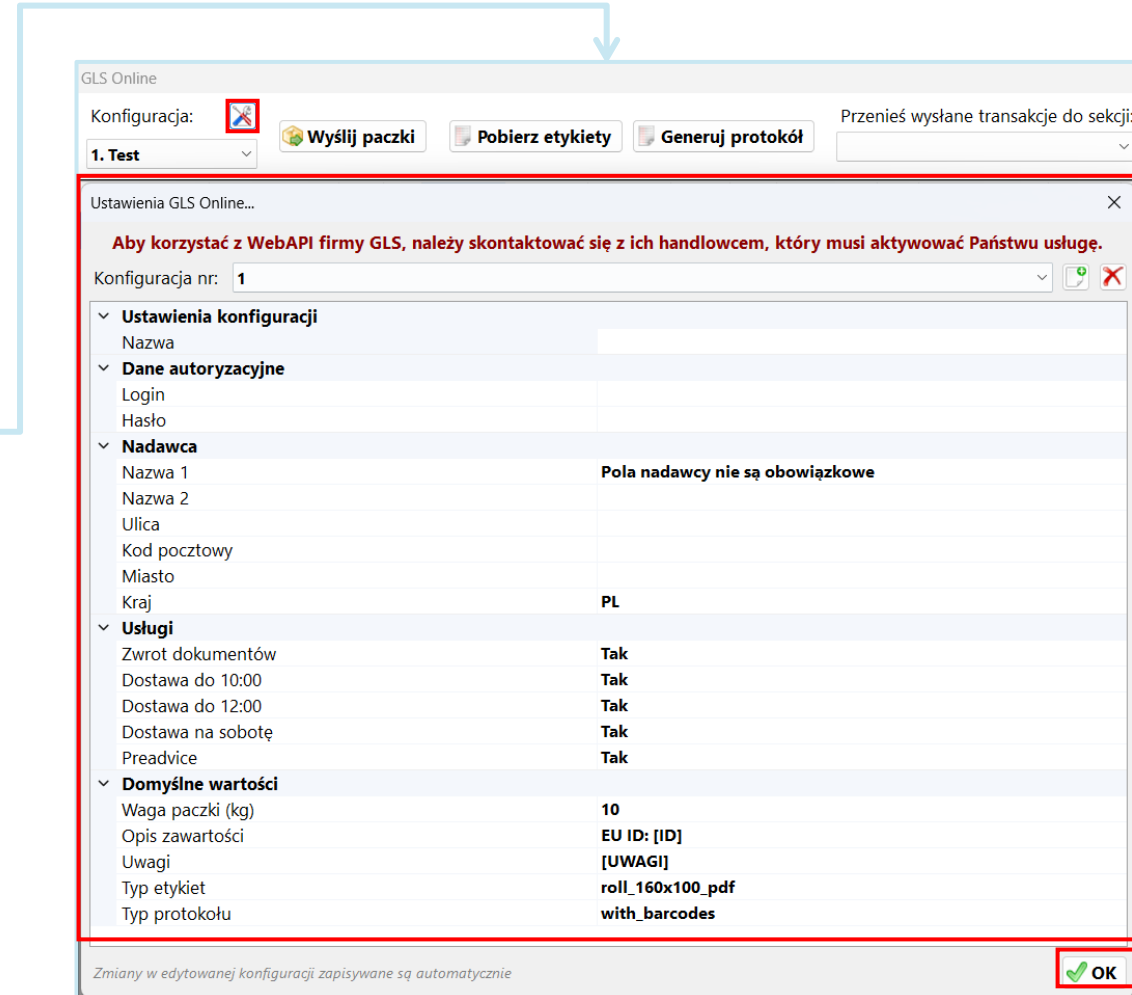 GLS Online
Konfiguracja:
Przenieś wysłane transakcje do sekcji:
Wyślij paczki
Pobierz etykiety
Generuj protokół
1. Test
Ustawienia GLS Online...
Aby korzystać z WebAPI firmy GLS, należy skontaktować się z ich handlowcem, który musi aktywować Państwu usługę.
Konfiguracja nr: 1
Ustawienia konfiguracji
Nazwa
Dane autoryzacyjne
Login
Hasło
Nadawca
Nazwa 1 Pola nadawcy nie są obowiązkowe
Nazwa 2
Ulica
Kod pocztowy
Miasto
Kraj PL
Usługi
Zwrot dokumentów Tak
Dostawa do 10:00 Tak
Dostawa do 12:00 Tak
Dostawa na sobotę Tak
Preadvice Tak
Domyślne wartości
Waga paczki (kg) 10
Opis zawartości EU ID: [ID]
Uwagi [UWAGI]
Typ etykiet roll_160x100_pdf
Typ protokołu with_barcodes
Zmiany w edytowanej konfiguracji zapisywane są automatycznie
OK